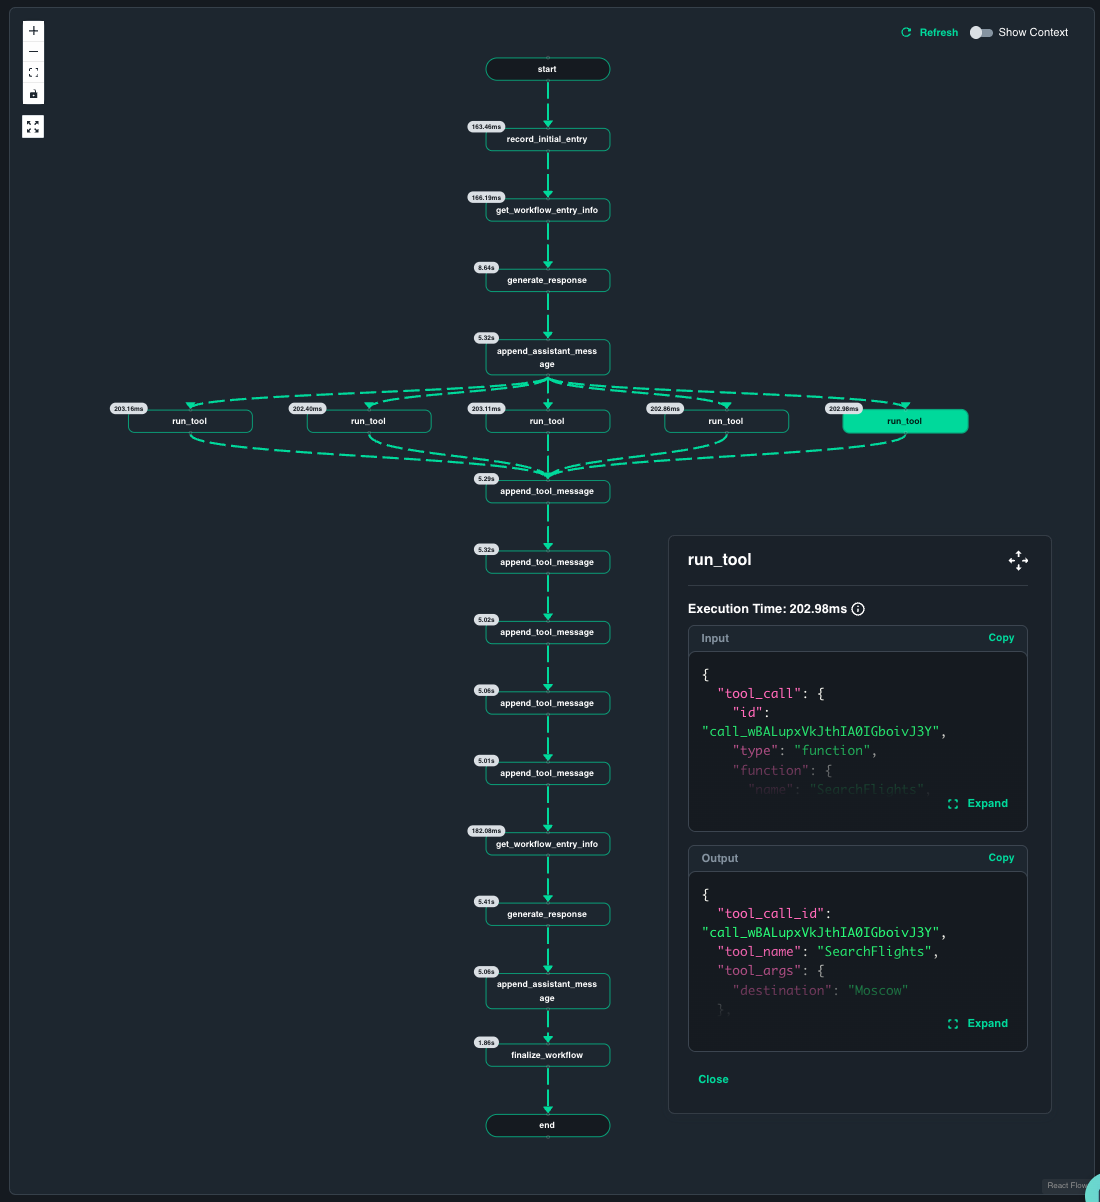 Refresh
Show Context
start
163.46ms
record_initial_entry
166.19ms
get_workflow_entry_info
8.64s
generate_response
5.32s
append_assistant_mess
age
203.16ms
run_tool
202.40ms
run_tool
203.11ms
run_tool
202.86ms
run_tool
202.98ms
run_tool
5.29s
append_tool_message
5.32s
append_tool_message
5.02s
append_tool_message
5.06s
append_tool_message
5.01s
append_tool_message
182.08ms
get_workflow_entry_info
5.41s
generate_response
5.06s
append_assistant_mess
age
1.86s
finalize_workflow
end
run_tool
Execution Time: 202.98ms
Input
Copy
{
"tool_call": {
"id":
"call_wBALupxVkJthIA0IGboivJ3Y",
"type": "function",
"function": {
"name": "SearchFlights",
Expand
Output
Copy
{
"tool_call_id":
"call_wBALupxVkJthIA0IGboivJ3Y",
"tool_name": "SearchFlights",
"tool_args": {
"destination": "Moscow"
},
Expand
Close
React Flow